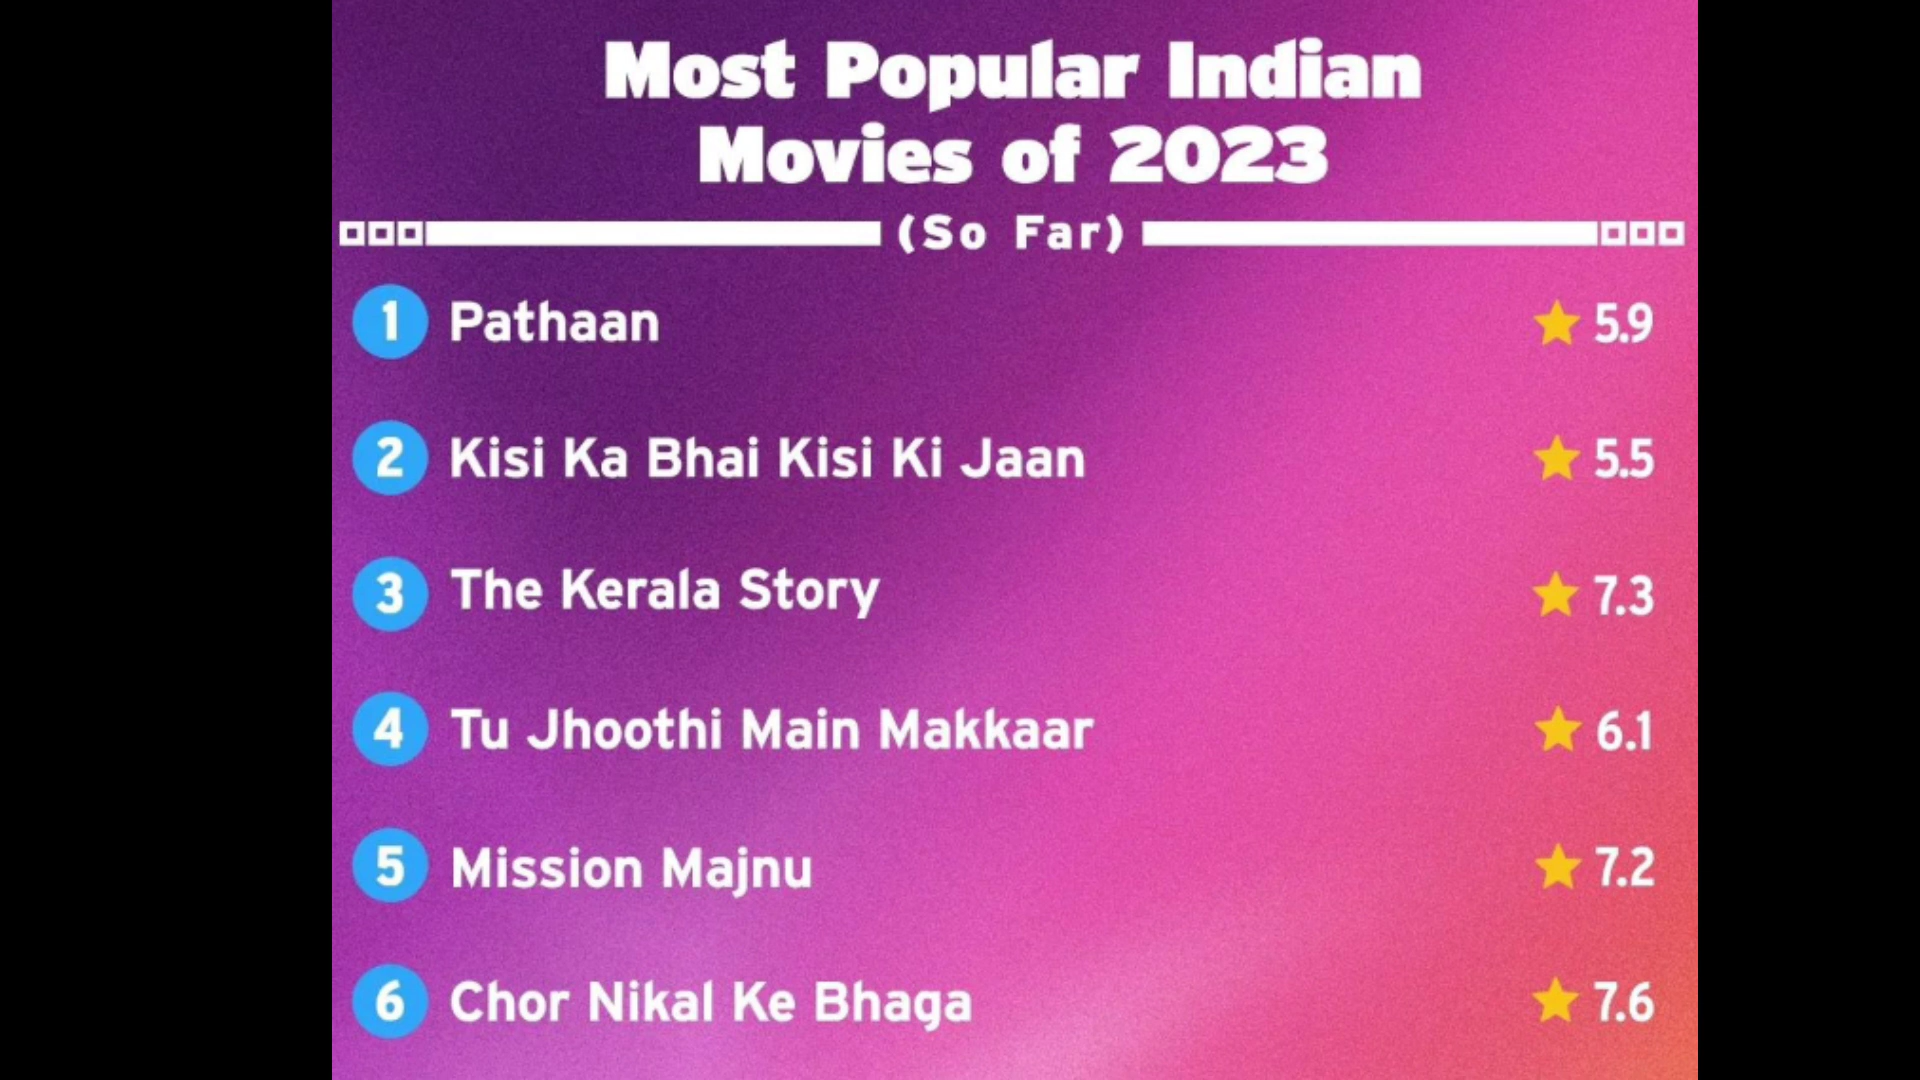 Most Popular Indian
Movies of 2023
(So Far)
1 Pathaan 5.9
2 Kisi Ka Bhai Kisi Ki Jaan 5.5
3 The Kerala Story 7.3
4 Tu Jhoothi Main Makkaar 6.1
5 Mission Majnu 7.2
6 Chor Nikal Ke Bhaga 7.6